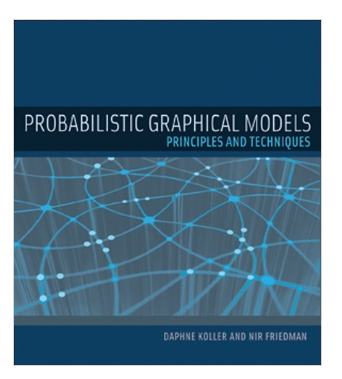 PROBABILISTIC GRAPHICAL MODELS
PRINCIPLES AND TECHNIQUES
DAPHNE KOLLER AND NIR FRIEDMAN